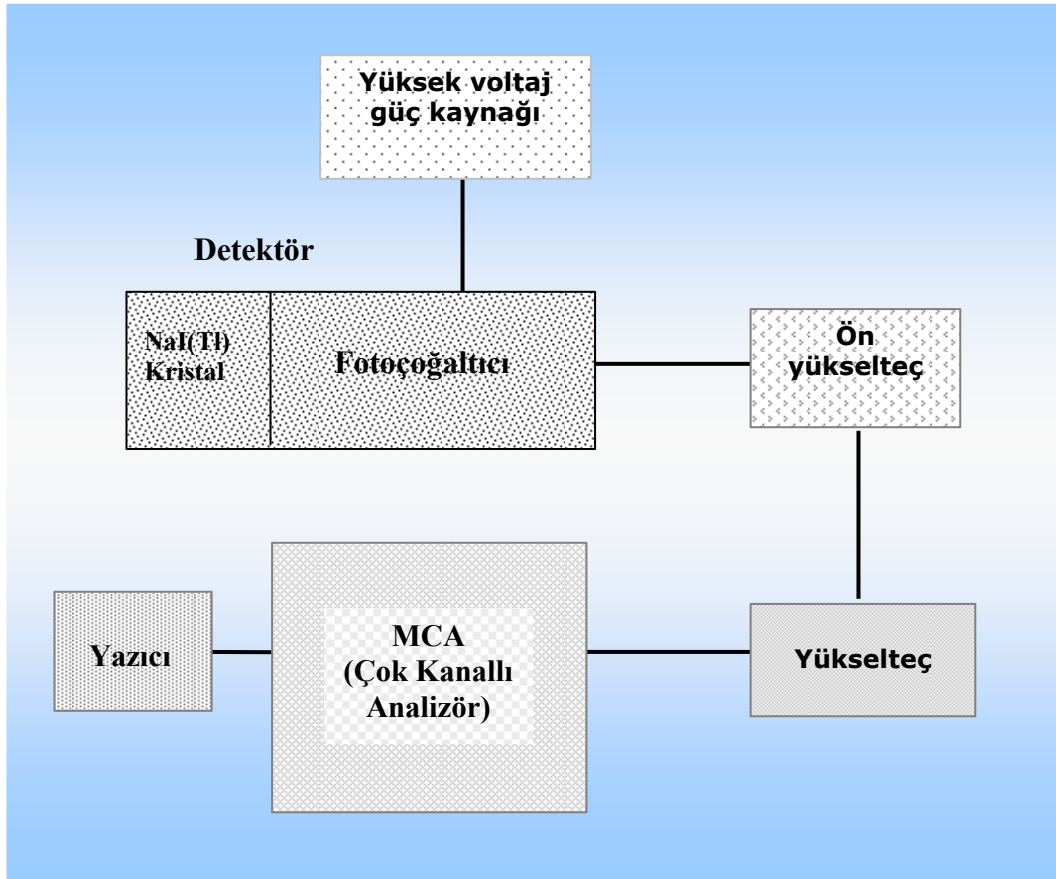 Yüksek voltaj
güç kaynağı
Detektör
NaI(Tl)
Kristal
Fotoçoğaltıcı
Ön
yükselteç
Yazıcı
MCA
(Çok Kanallı
Analizör)
Yükselteç